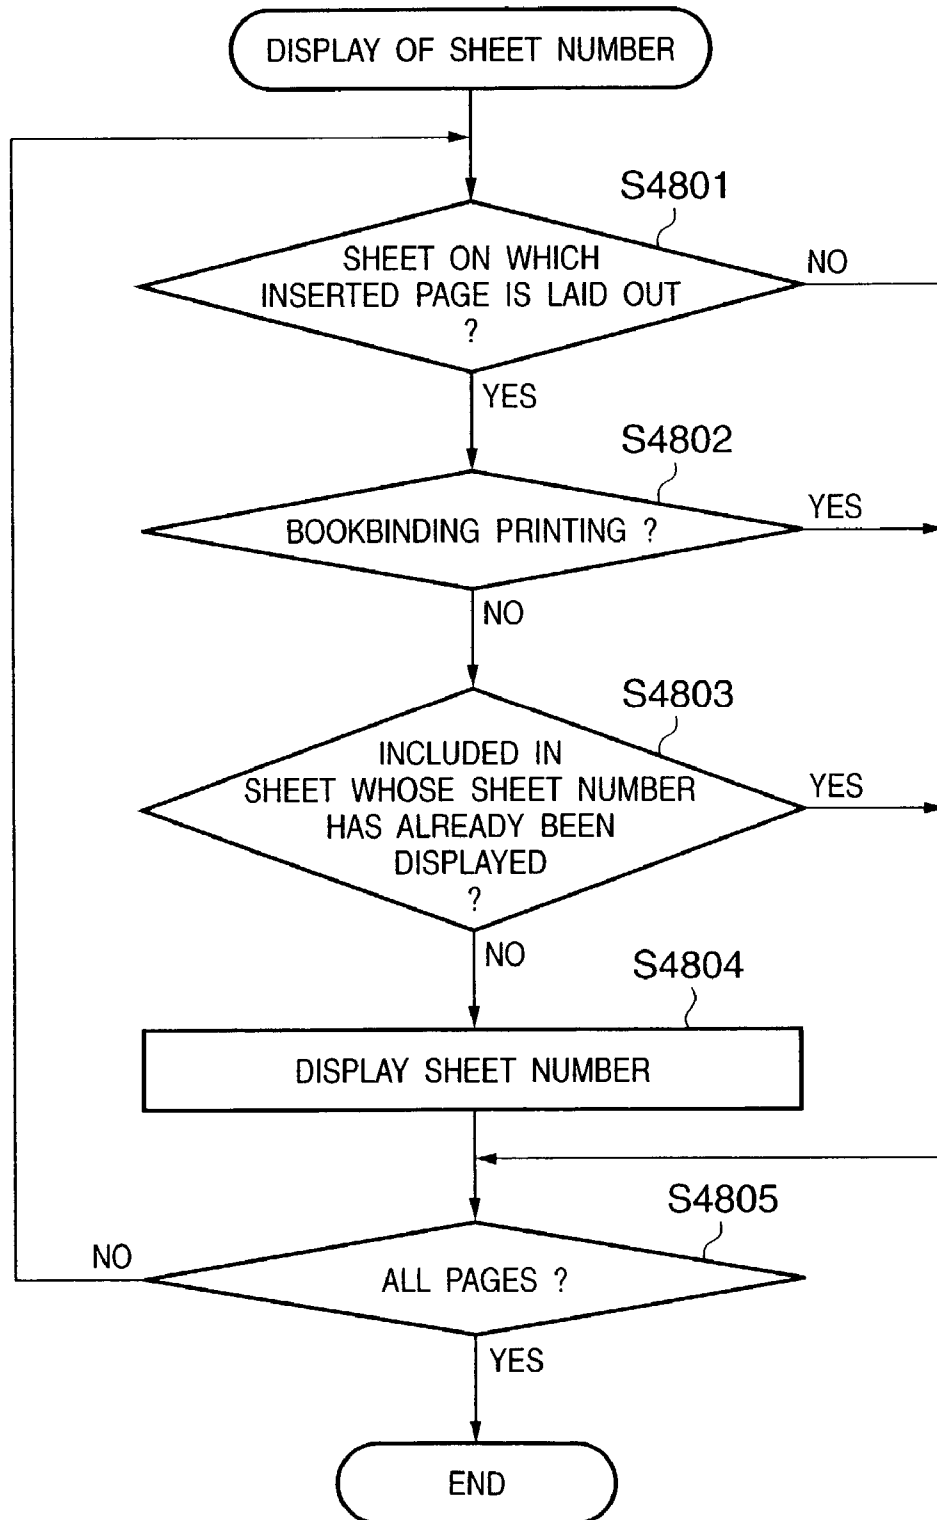 DISPLAY OF SHEET NUMBER
S4801
SHEET ON WHICH
INSERTED PAGE IS LAID OUT
?
NO
YES
S4802
BOOKBINDING PRINTING ?
YES
NO
S4803
INCLUDED IN
SHEET WHOSE SHEET NUMBER
HAS ALREADY BEEN
DISPLAYED
?
YES
NO
S4804
DISPLAY SHEET NUMBER
S4805
NO
ALL PAGES ?
YES
END